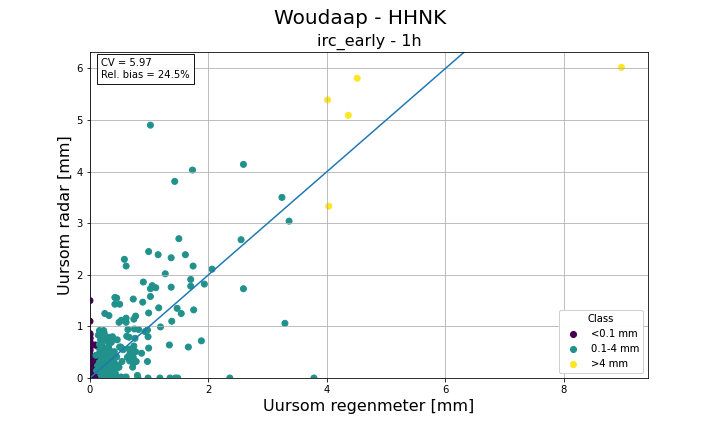 Woudaap - HHNK
irc_early - 1h
CV = 5.97
Rel. bias = 24.5%
Uursom radar [mm]
6
5
4
3
2
1
0
0 2 4 6 8
Uursom regenmeter [mm]
Class
<0.1 mm
0.1-4 mm
>4 mm